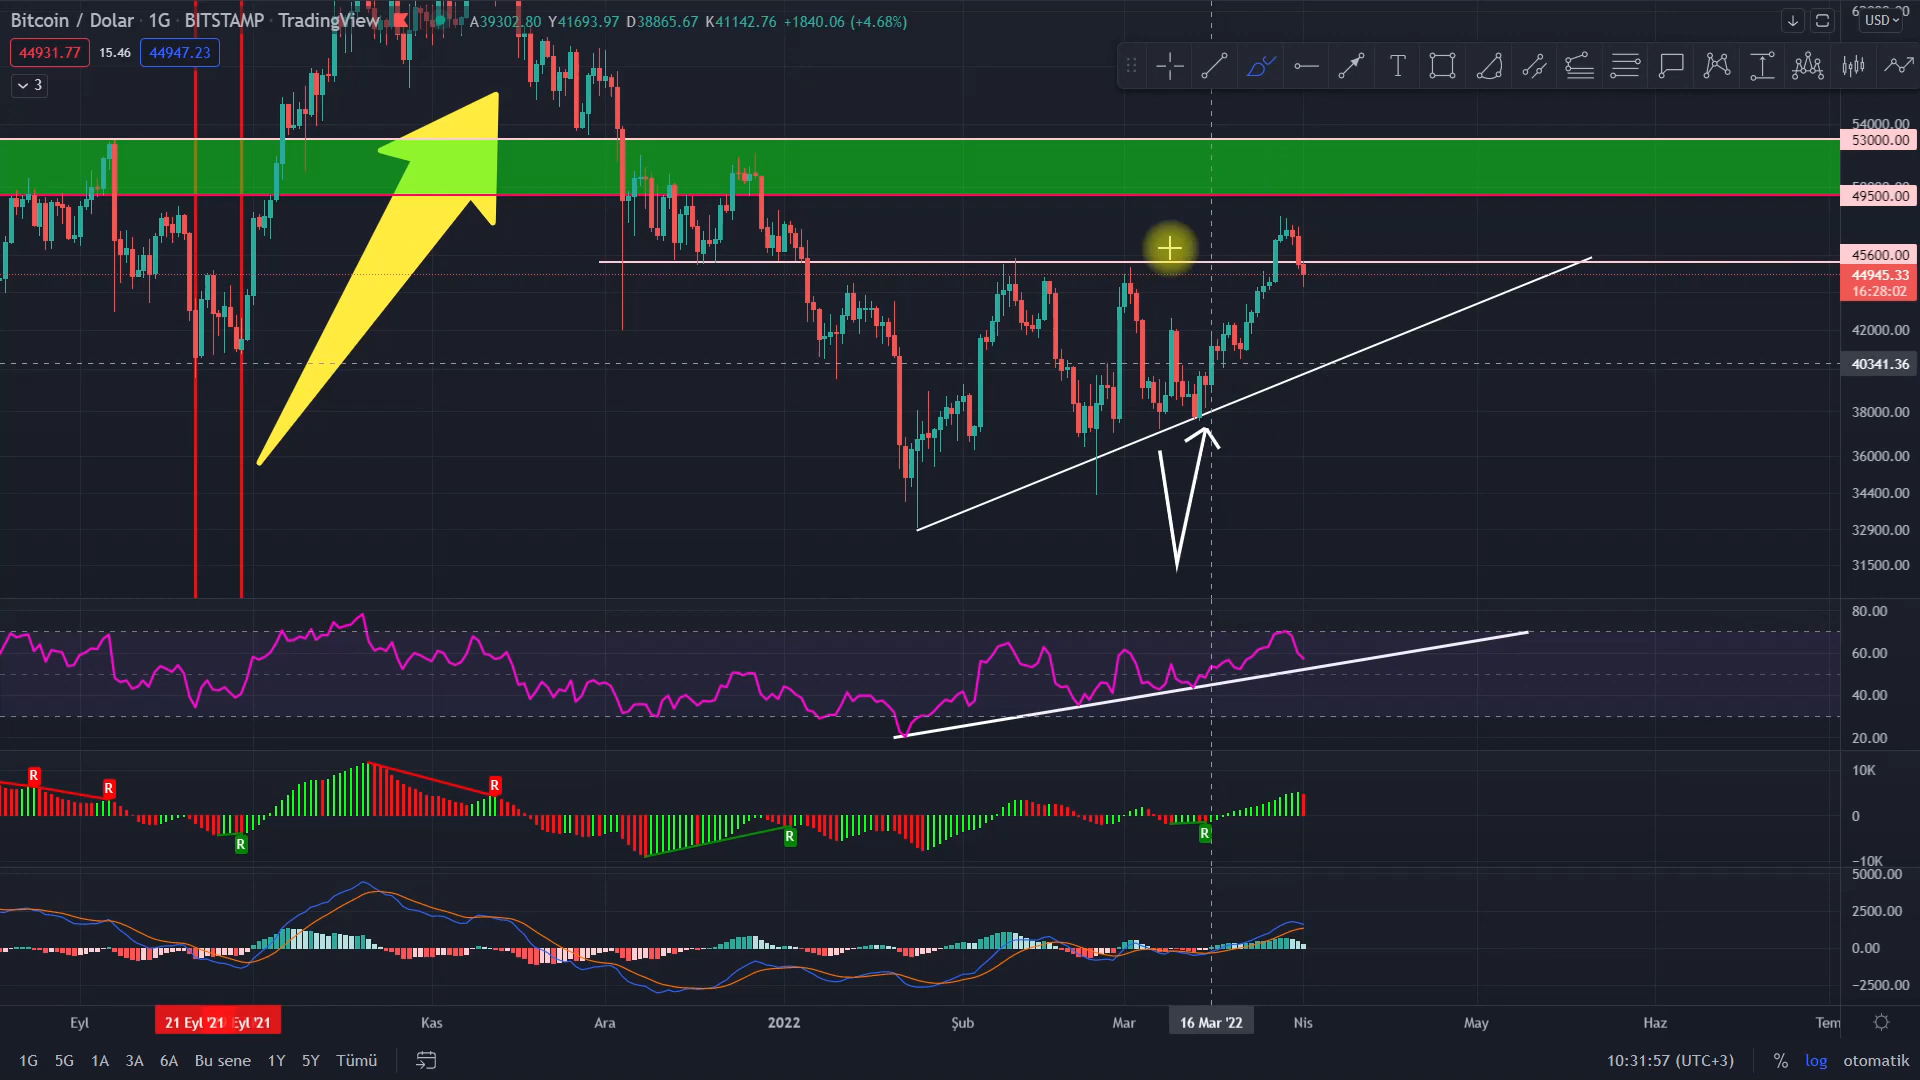 Bitcoin / Dolar · 1G · BITSTAMP · TradingView A39302.80 Y41693.97 D38865.67 K41142.76 +1840.06 (+4.68%)
USD
44931.77 15.46 44947.23
3
T
54000.00
53000.00
49500.00
45600.00
44945.33
16:28:02
42000.00
40341.36
38000.00
36000.00
34400.00
32900.00
31500.00
80.00
60.00
40.00
20.00
10K
0
−10K
R
R
R
R
R
R
5000.00
2500.00
0.00
−2500.00
Eyl 21 Eyl '21 Eyl '21 Kas Ara 2022 Şub Mar 16 Mar '22 Nis May Haz Tem
1G 5G 1A 3A 6A Bu sene 1Y 5Y Tümü 10:31:57 (UTC+3) % log otomatik